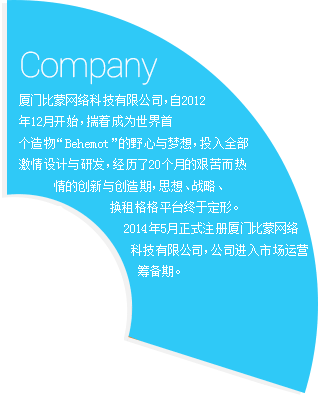 Company
厦门比蒙网络科技有限公司,自2012
年12月开始,揣着成为世界首
个造物“Behemot”的野心与梦想,投入全部
激情设计与研发,经历了20个月的艰苦而热
情的创新与创造期,思想、战略、
换租格格平台终于定形。
2014年5月正式注册厦门比蒙网络
科技有限公司,公司进入市场运营
筹备期。